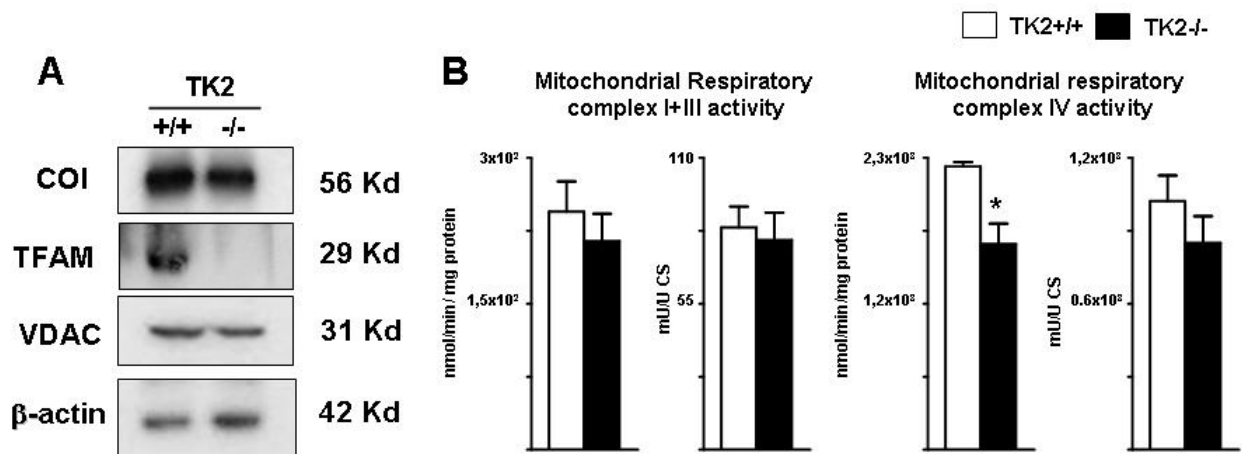 TK2+/+ TK2-/-
A
TK2
+/+ -/-
COI 56 Kd
TFAM 29 Kd
VDAC 31 Kd
β-actin 42 Kd
B
Mitochondrial Respiratory
complex I+III activity
3x10²
1,5x10²
nmol/min/mg protein
110
55
mU/U CS
Mitochondrial respiratory
complex IV activity
2,3x10⁸
1,2x10⁸
nmol/min/mg protein
*
1,2x10⁸
0.6x10⁸
mU/U CS